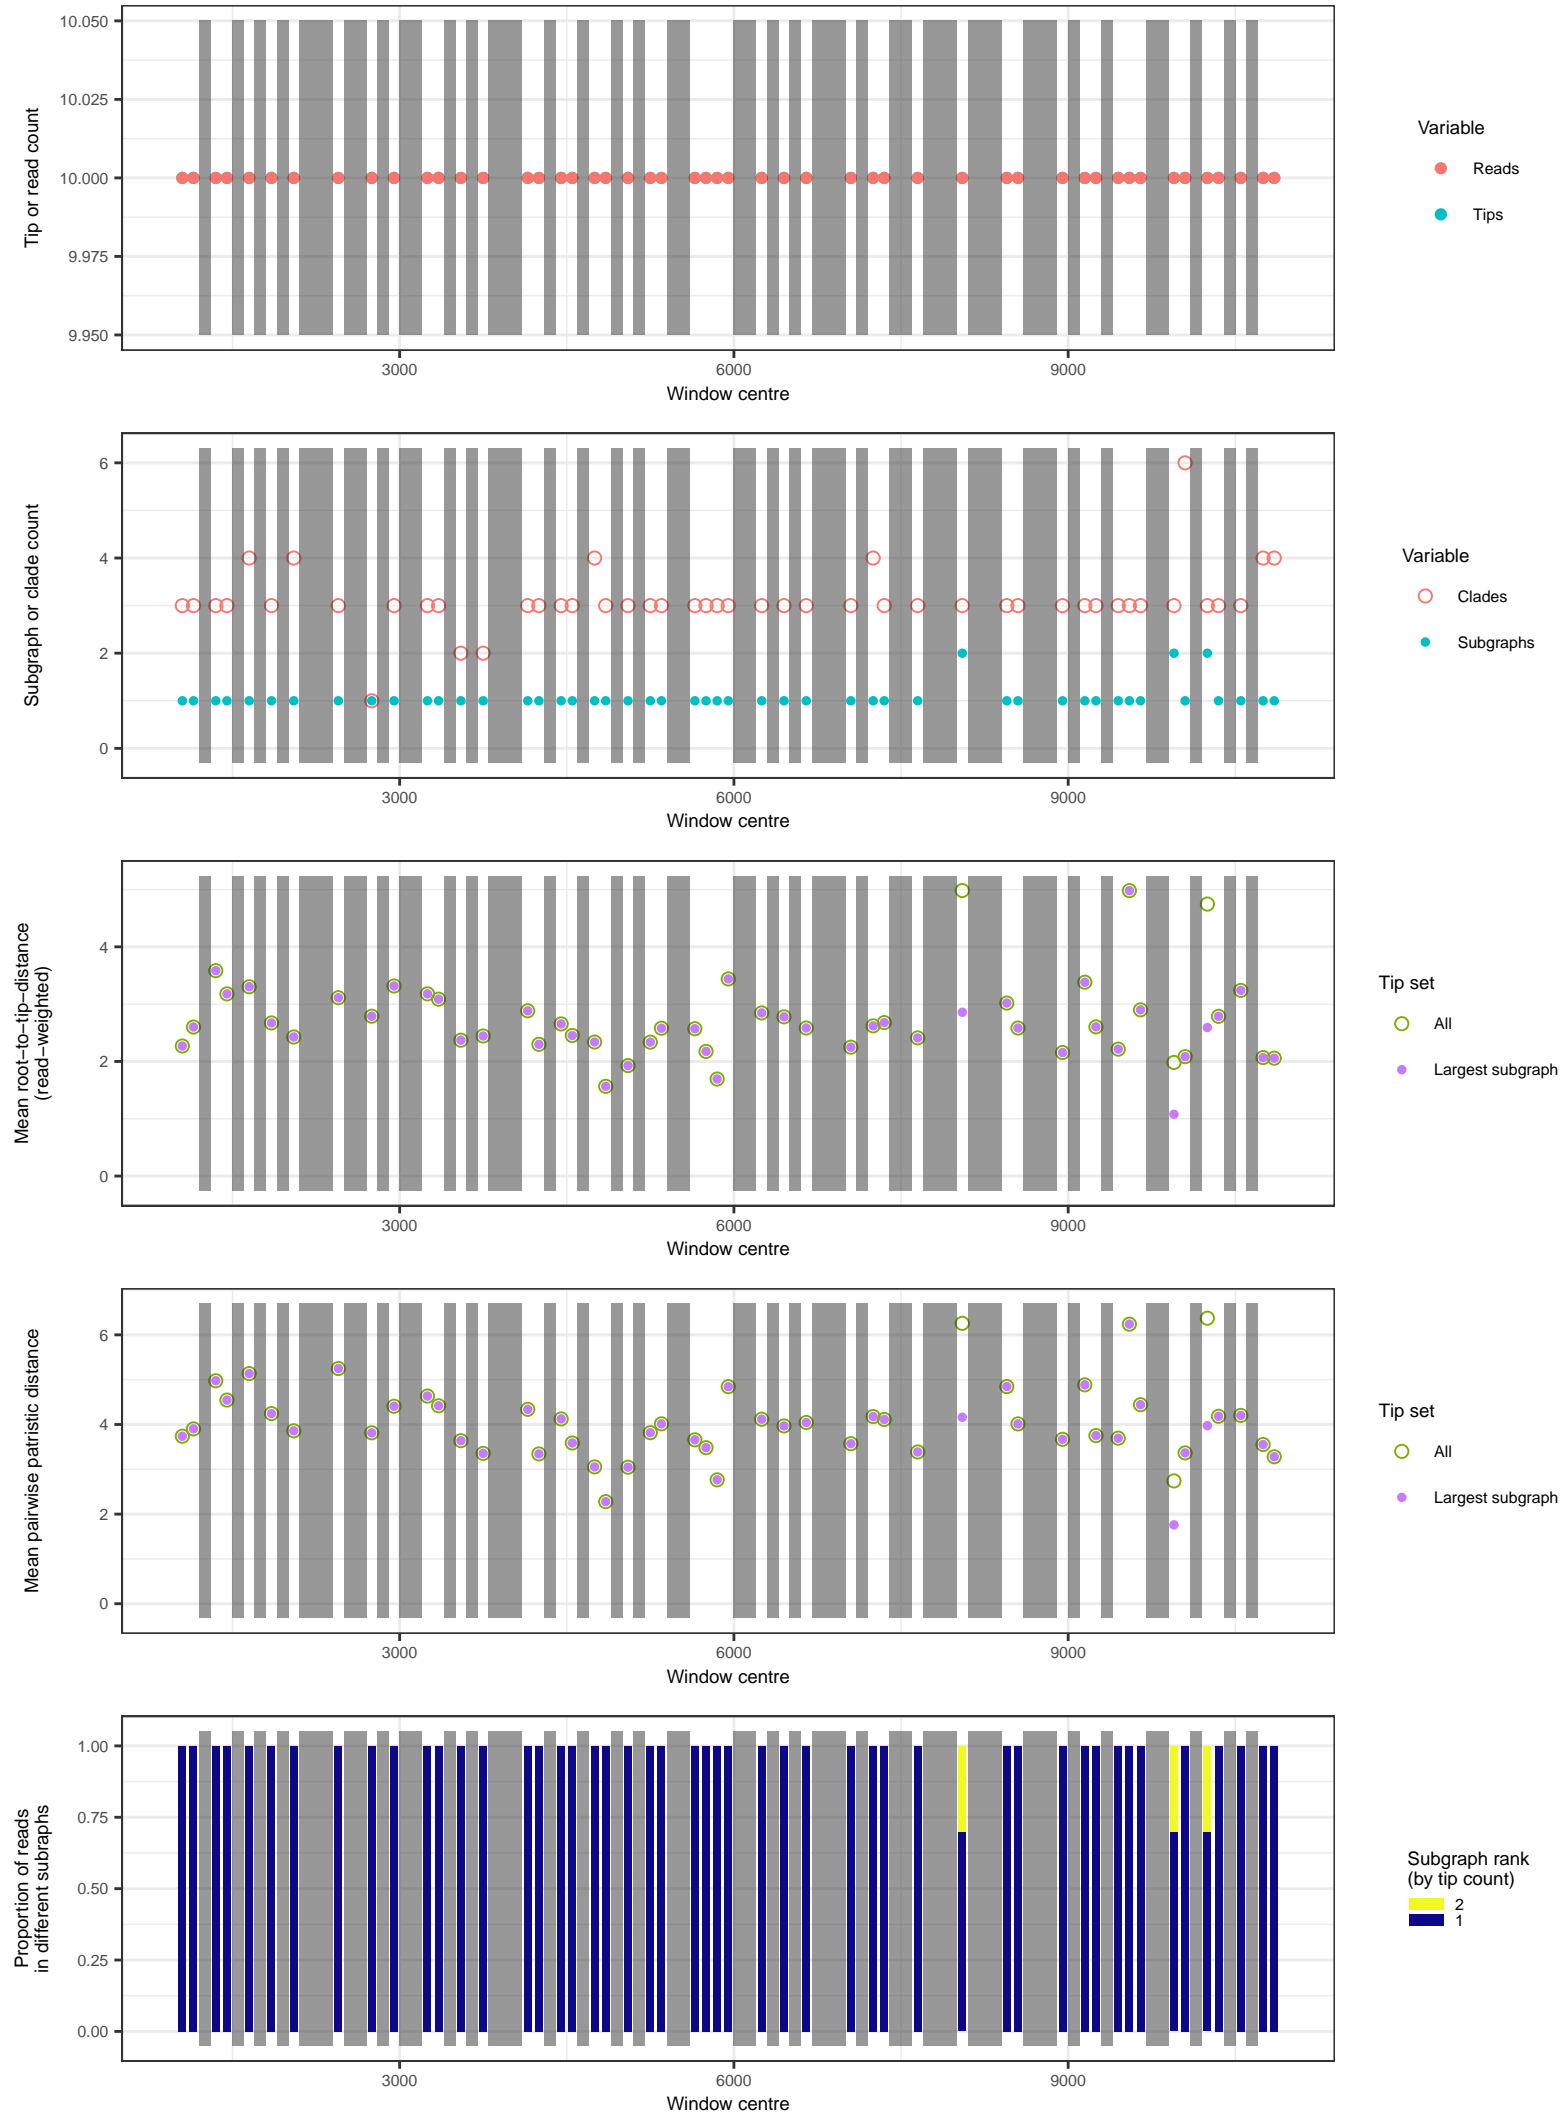 10.050
10.025
10.000
9.975
9.950
Tip or read count
3000
6000
9000
Window centre
Variable
Reads
Tips
6
4
2
0
Subgraph or clade count
3000
6000
9000
Window centre
Variable
Clades
Subgraphs
4
2
0
Mean root−to−tip−distance
(read−weighted)
3000
6000
9000
Window centre
Tip set
All
Largest subgraph
6
4
2
0
Mean pairwise patristic distance
3000
6000
9000
Window centre
Tip set
All
Largest subgraph
1.00
0.75
0.50
0.25
0.00
Proportion of reads
in different subraphs
3000
6000
9000
Window centre
Subgraph rank
(by tip count)
2
1